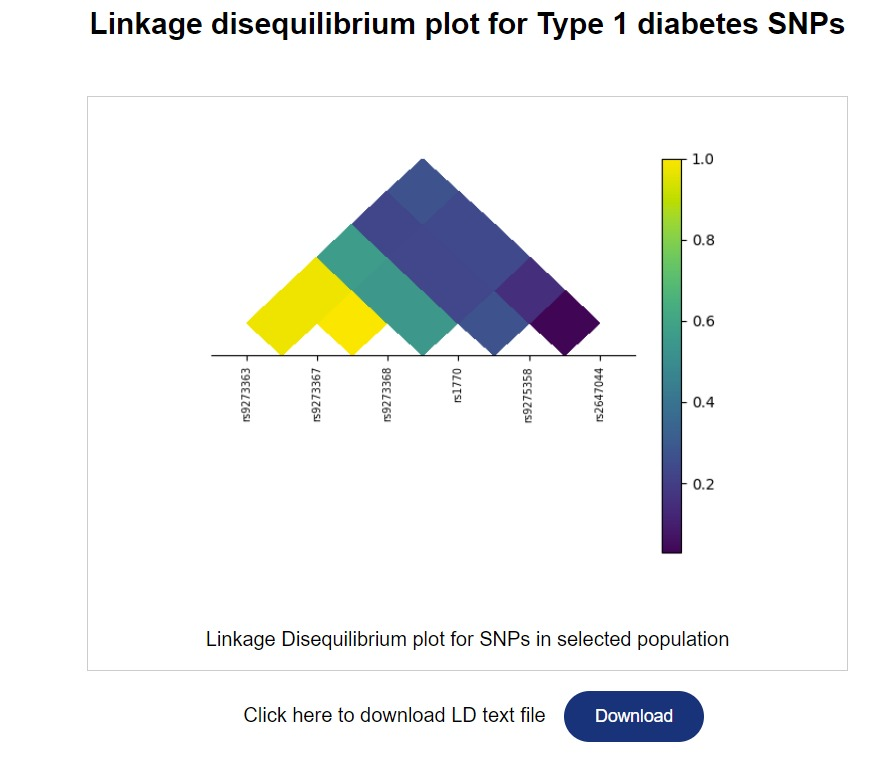 Linkage disequilibrium plot for Type 1 diabetes SNPs
1.0
0.8
0.6
0.4
0.2
rs9273363
rs9273367
rs9273368
rs1770
rs9275358
rs2647044
Linkage Disequilibrium plot for SNPs in selected population
Click here to download LD text file
Download